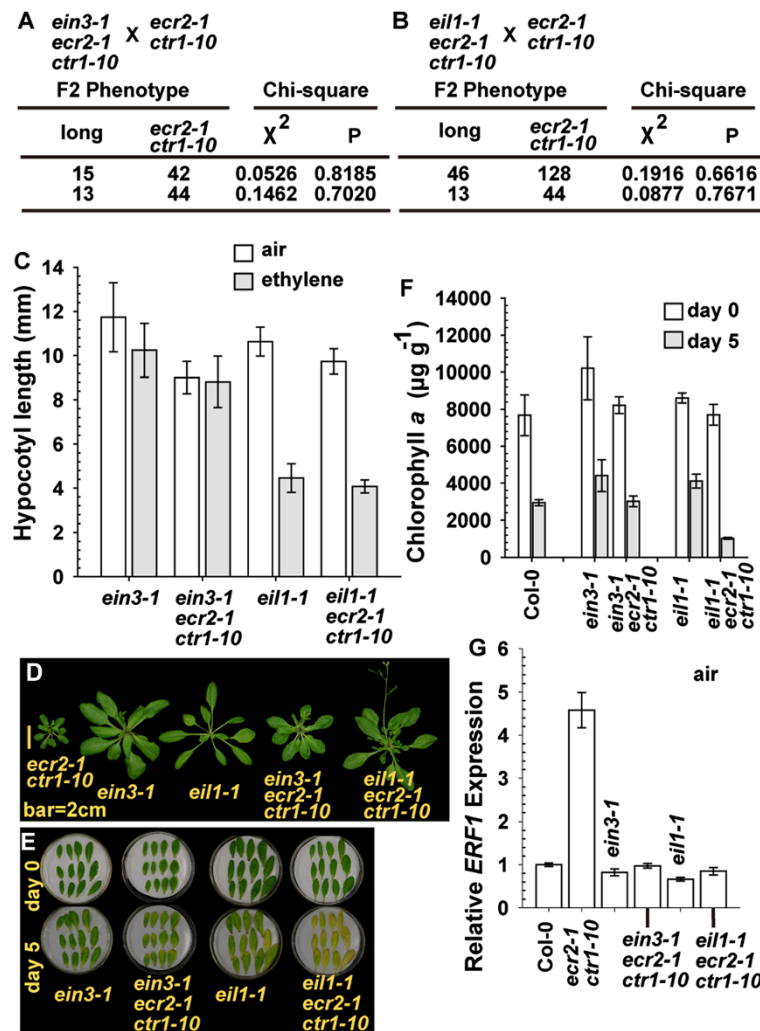 A
ein3-1
ecr2-1
ctr1-10
X
ecr2-1
ctr1-10
F2 Phenotype Chi-square
long ecr2-1 ctr1-10 X² P
15 42 0.0526 0.8185
13 44 0.1462 0.7020
B
eil1-1
ecr2-1
ctr1-10
X
ecr2-1
ctr1-10
F2 Phenotype Chi-square
long ecr2-1 ctr1-10 X² P
46 128 0.1916 0.6616
13 44 0.0877 0.7671
C
air
ethylene
Hypocotyl length (mm)
14
12
10
8
6
4
2
0
ein3-1
ein3-1
ecr2-1
ctr1-10
eil1-1
eil1-1
ecr2-1
ctr1-10
F
day 0
day 5
Chlorophyll a (µg g-1)
14000
12000
10000
8000
6000
4000
2000
0
Col-0
ein3-1
ein3-1
ecr2-1
ctr1-10
eil1-1
eil1-1
ecr2-1
ctr1-10
D
ecr2-1
ctr1-10
bar=2cm
ein3-1
eil1-1
ein3-1
ecr2-1
ctr1-10
eil1-1
ecr2-1
ctr1-10
E
day 0
day 5
ein3-1
ein3-1
ecr2-1
ctr1-10
eil1-1
eil1-1
ecr2-1
ctr1-10
G
air
Relative ERF1 Expression
6
5
4
3
2
1
0
Col-0
ecr2-1
ctr1-10
ein3-1
ein3-1
ecr2-1
ctr1-10
eil1-1
eil1-1
ecr2-1
ctr1-10